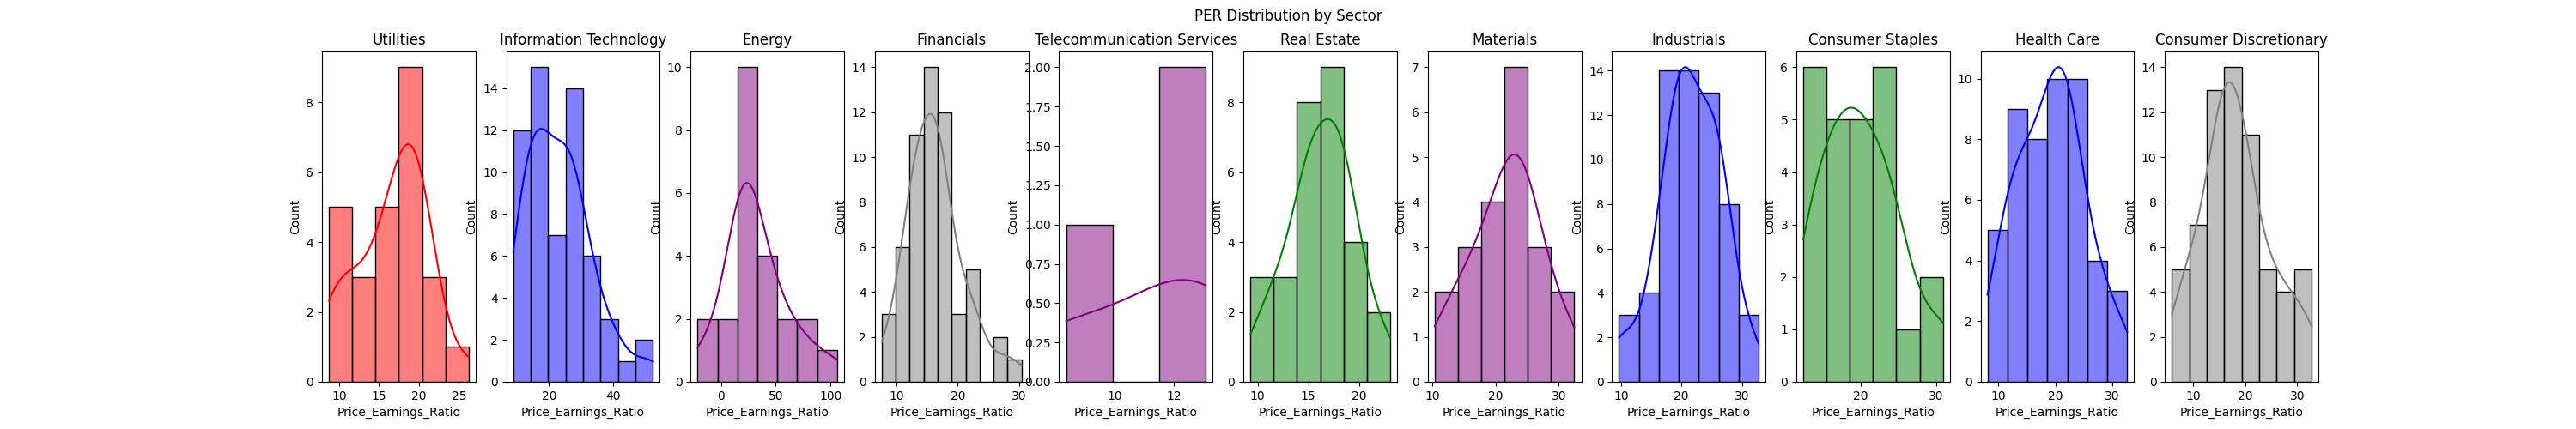 PER Distribution by Sector
Utilities
Count
8
6
4
2
0
10 15 20 25
Price_Earnings_Ratio
Information Technology
Count
14
12
10
8
6
4
2
0
20 40
Price_Earnings_Ratio
Energy
Count
10
8
6
4
2
0
0 50 100
Price_Earnings_Ratio
Financials
Count
14
12
10
8
6
4
2
0
10 20 30
Price_Earnings_Ratio
Telecommunication Services
Count
2.00
1.75
1.50
1.25
1.00
0.75
0.50
0.25
0.00
10 12
Price_Earnings_Ratio
Real Estate
Count
8
6
4
2
0
10 15 20
Price_Earnings_Ratio
Materials
Count
7
6
5
4
3
2
1
0
10 20 30
Price_Earnings_Ratio
Industrials
Count
14
12
10
8
6
4
2
0
10 20 30
Price_Earnings_Ratio
Consumer Staples
Count
6
5
4
3
2
1
0
20 30
Price_Earnings_Ratio
Health Care
Count
10
8
6
4
2
0
10 20 30
Price_Earnings_Ratio
Consumer Discretionary
Count
14
12
10
8
6
4
2
0
10 20 30
Price_Earnings_Ratio